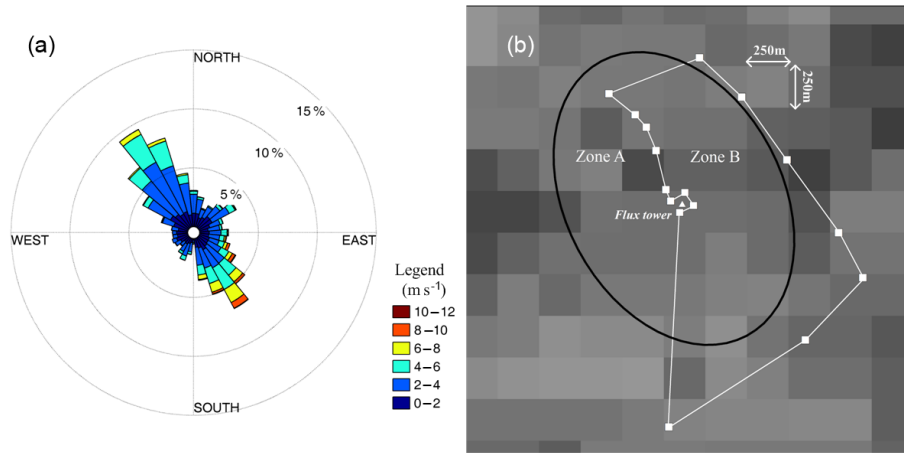 (a)
NORTH
15 %
10 %
5 %
WEST
EAST
SOUTH
Legend
(m s⁻¹)
10–12
8–10
6–8
4–6
2–4
0–2
(b)
250m
250m
Zone A
Zone B
Flux tower